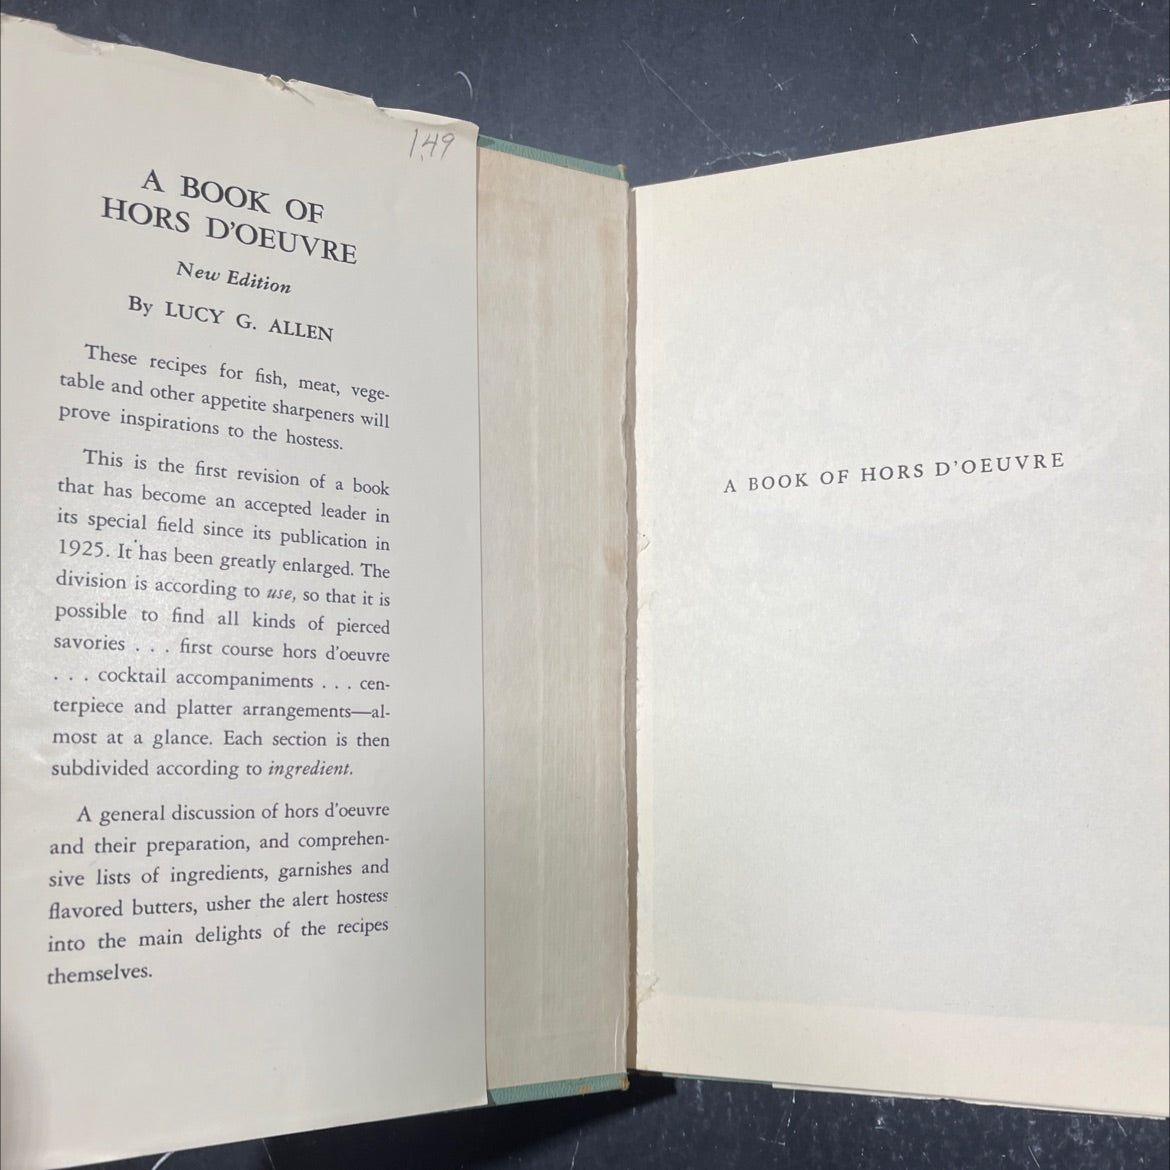 1.49
A BOOK OF
HORS D'OEUVRE
New Edition
By LUCY G. ALLEN
These recipes for fish, meat, vege-
table and other appetite sharpeners will
prove inspirations to the hostess.
This is the first revision of a book
that has become an accepted leader in
its special field since its publication in
1925. It has been greatly enlarged. The
division is according to use, so that it is
possible to find all kinds of pierced
savories . . . first course hors d'oeuvre
. . . cocktail accompaniments . . . cen-
terpiece and platter arrangements—al-
most at a glance. Each section is then
subdivided according to ingredient.
A general discussion of hors d'oeuvre
and their preparation, and comprehen-
sive lists of ingredients, garnishes and
flavored butters, usher the alert hostess
into the main delights of the recipes
themselves.
A BOOK OF HORS D'OEUVRE